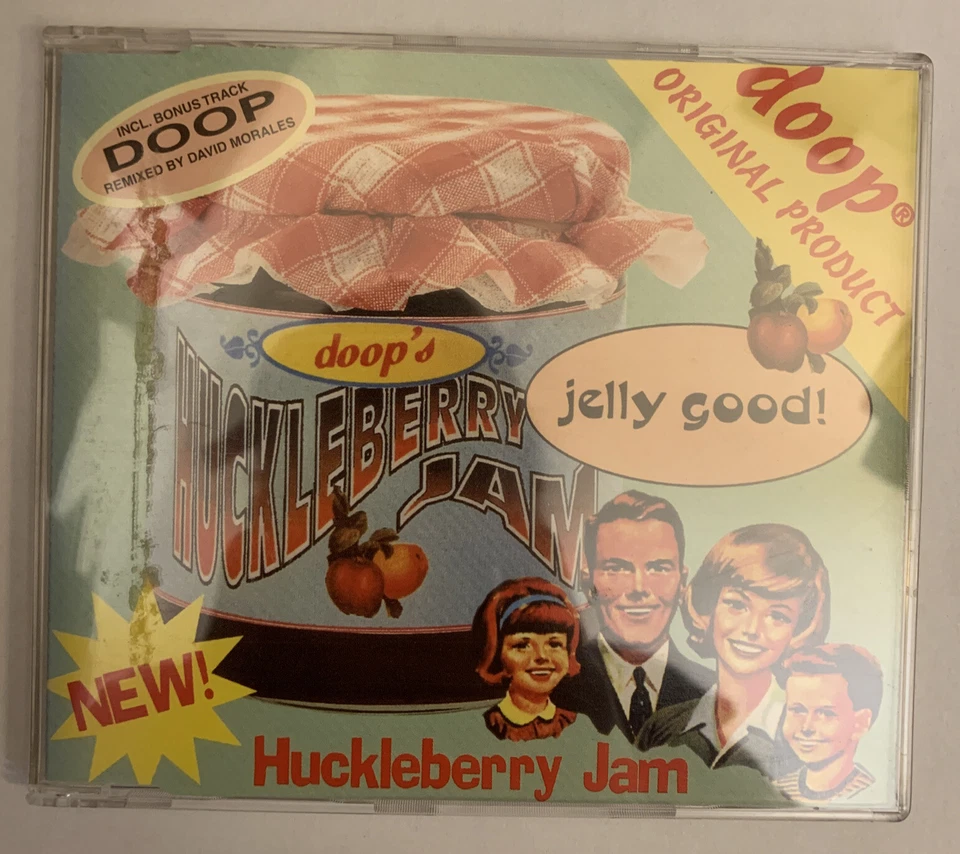 INCL. BONUS TRACK
DOOP
REMIXED BY DAVID MORALES
doop®
ORIGINAL PRODUCT
doop's
HUCKLEBERRY
JAM
jelly good!
NEW!
Huckleberry Jam